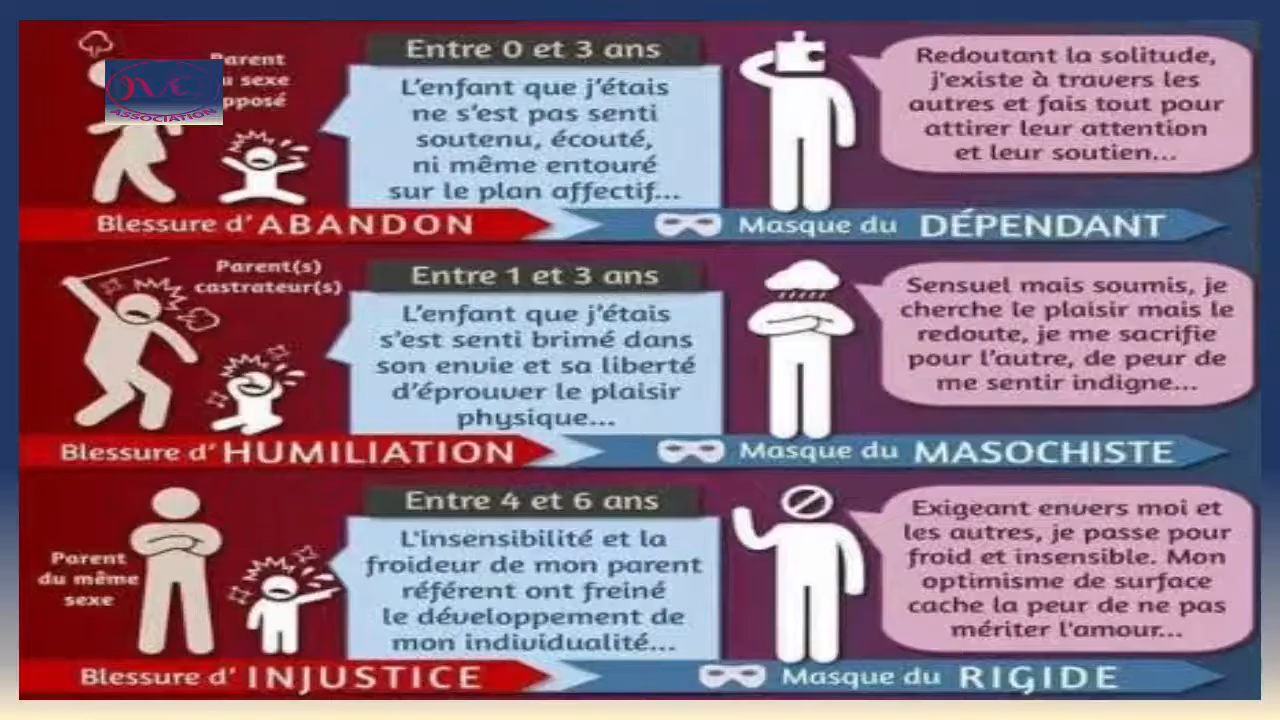 Parent
du sexe
opposé
ASSOCIATION
Entre 0 et 3 ans
L'enfant que j'étais
ne s'est pas senti
soutenu, écouté,
ni même entouré
sur le plan affectif...
Redoutant la solitude,
j'existe à travers les
autres et fais tout pour
attirer leur attention
et leur soutien...
Blessure d'ABANDON
Masque du DÉPENDANT
Parent(s)
castrateur(s)
Entre 1 et 3 ans
L'enfant que j'étais
s'est senti brimé dans
son envie et sa liberté
d'éprouver le plaisir
physique...
Sensuel mais soumis, je
cherche le plaisir mais le
redoute, je me sacrifie
pour l'autre, de peur de
me sentir indigne...
Blessure d'HUMILIATION
Masque du MASOCHISTE
Parent
du même
sexe
Entre 4 et 6 ans
L'insensibilité et la
froideur de mon parent
référent ont freiné
le développement de
mon individualité...
Exigeant envers moi et
les autres, je passe pour
froid et insensible. Mon
optimisme de surface
cache la peur de ne pas
mériter l'amour...
Blessure d'INJUSTICE
Masque du RIGIDE